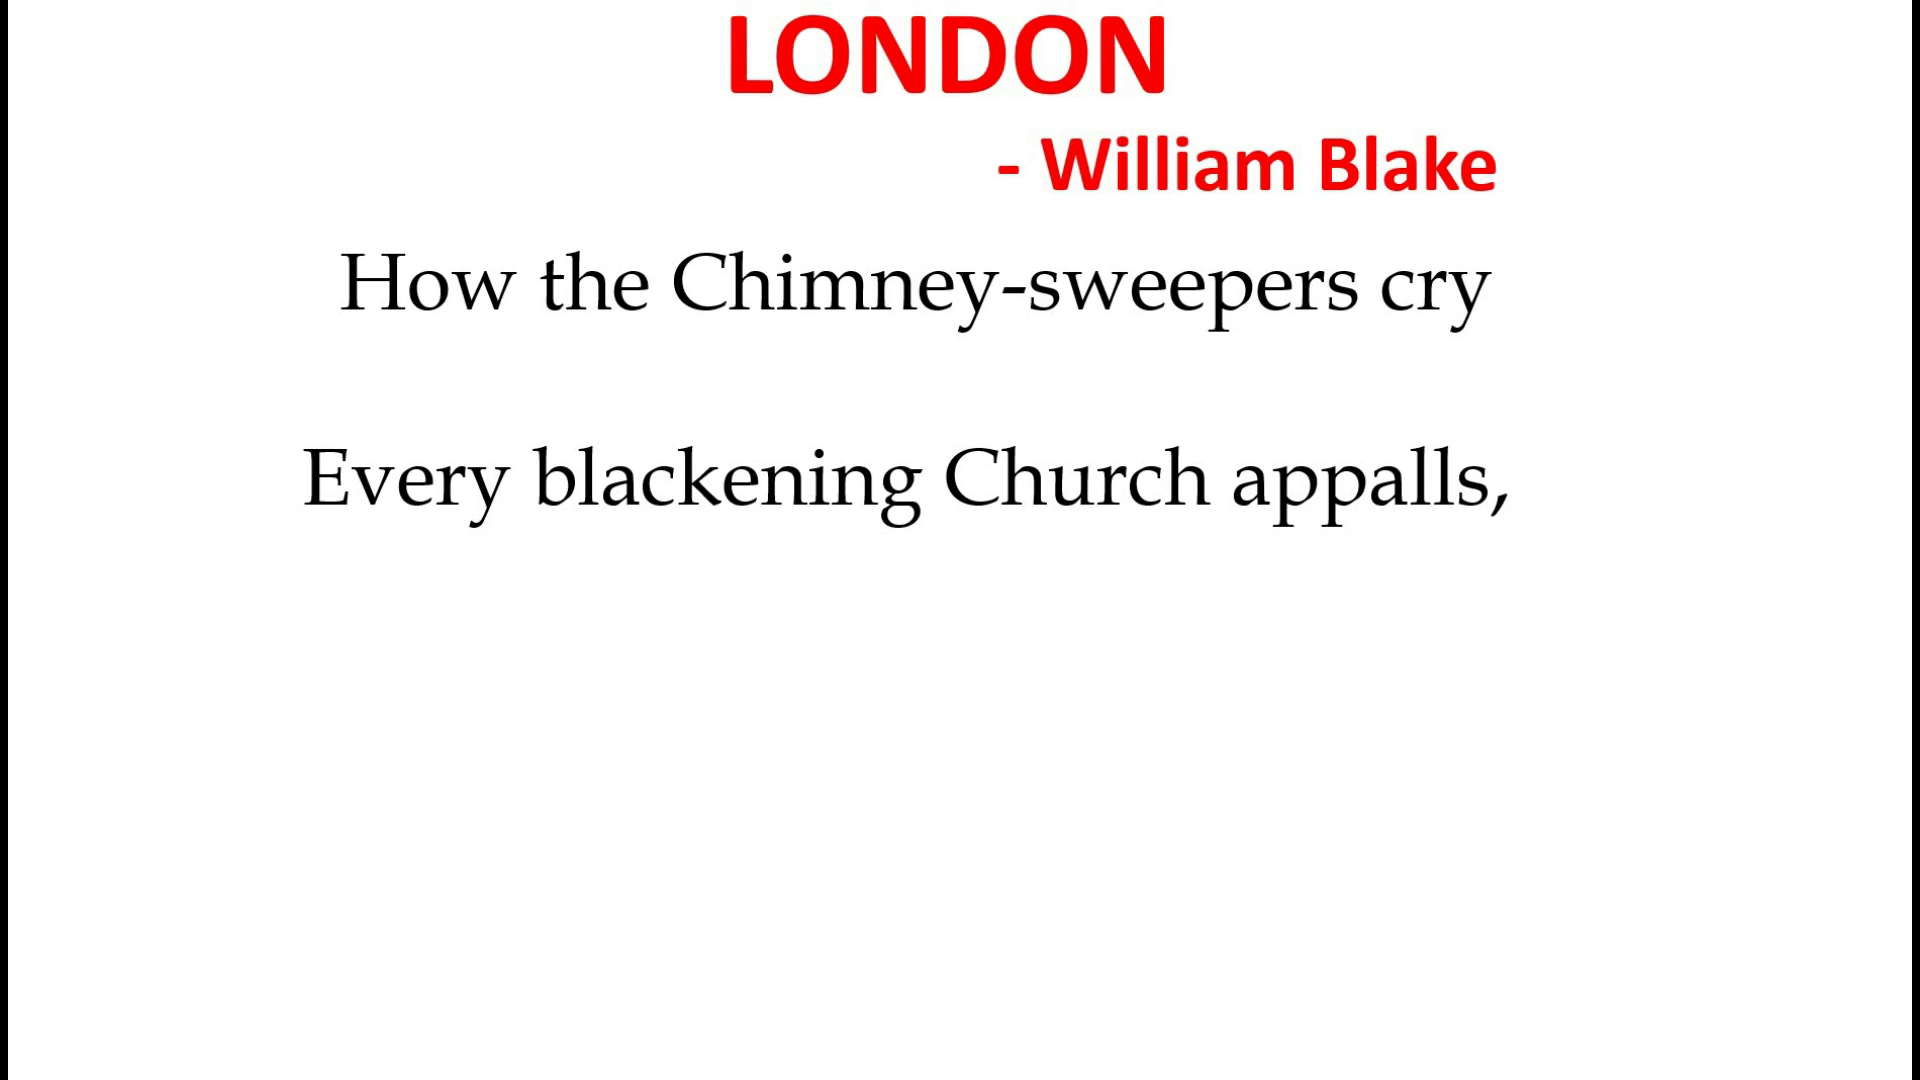 LONDON
- William Blake
How the Chimney-sweepers cry
Every blackening Church appalls,